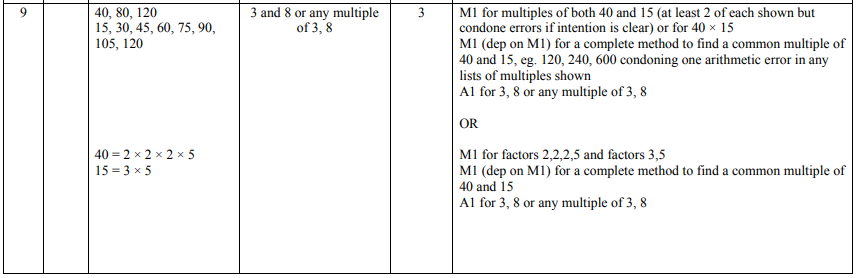 9
40, 80, 120
15, 30, 45, 60, 75, 90,
105, 120
40 = 2 × 2 × 2 × 5
15 = 3 × 5
3 and 8 or any multiple
of 3, 8
3
M1 for multiples of both 40 and 15 (at least 2 of each shown but
condone errors if intention is clear) or for 40 × 15
M1 (dep on M1) for a complete method to find a common multiple of
40 and 15, eg. 120, 240, 600 condoning one arithmetic error in any
lists of multiples shown
A1 for 3, 8 or any multiple of 3, 8
OR
M1 for factors 2,2,2,5 and factors 3,5
M1 (dep on M1) for a complete method to find a common multiple of
40 and 15
A1 for 3, 8 or any multiple of 3, 8